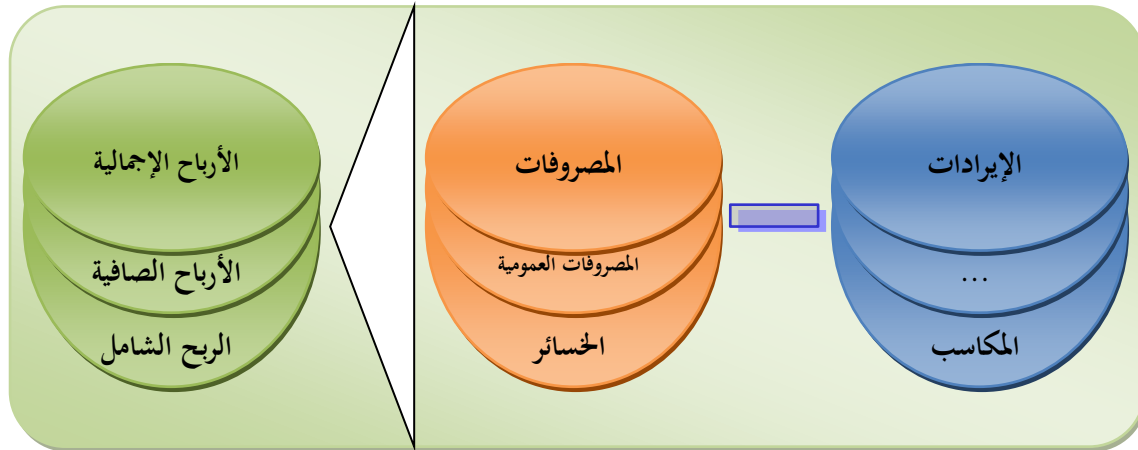 الإيرادات
...
المكاسب
المصروفات
المصروفات العمومية
الخسائر
الأرباح الإجمالية
الأرباح الصافية
الربح الشامل